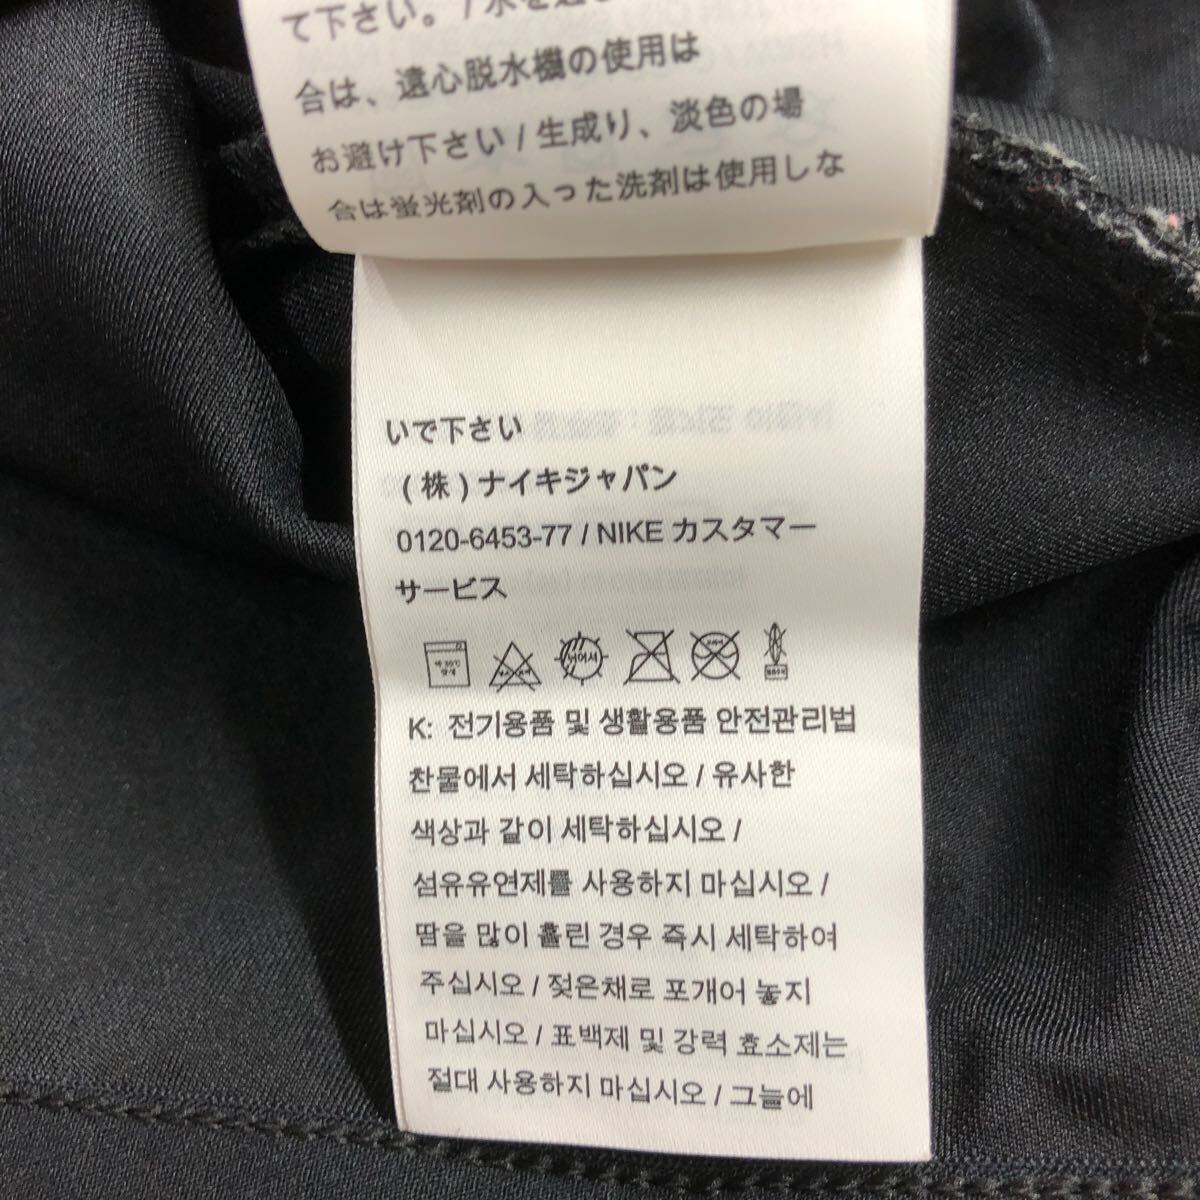 て下さい。/ 水を
合は、遠心脱水機の使用は
お避け下さい / 生成り、淡色の場
合は蛍光剤の入った洗剤は使用しな
いで下さい
(株)ナイキジャパン
0120-6453-77 / NIKE カスタマー
サービス
K: 전기용품 및 생활용품 안전관리법
찬물에서 세탁하십시오 / 유사한
색상과 같이 세탁하십시오 /
섬유유연제를 사용하지 마십시오 /
땀을 많이 흘린 경우 즉시 세탁하여
주십시오 / 젖은채로 포개어 놓지
마십시오 / 표백제 및 강력 효소제는
절대 사용하지 마십시오 / 그늘에